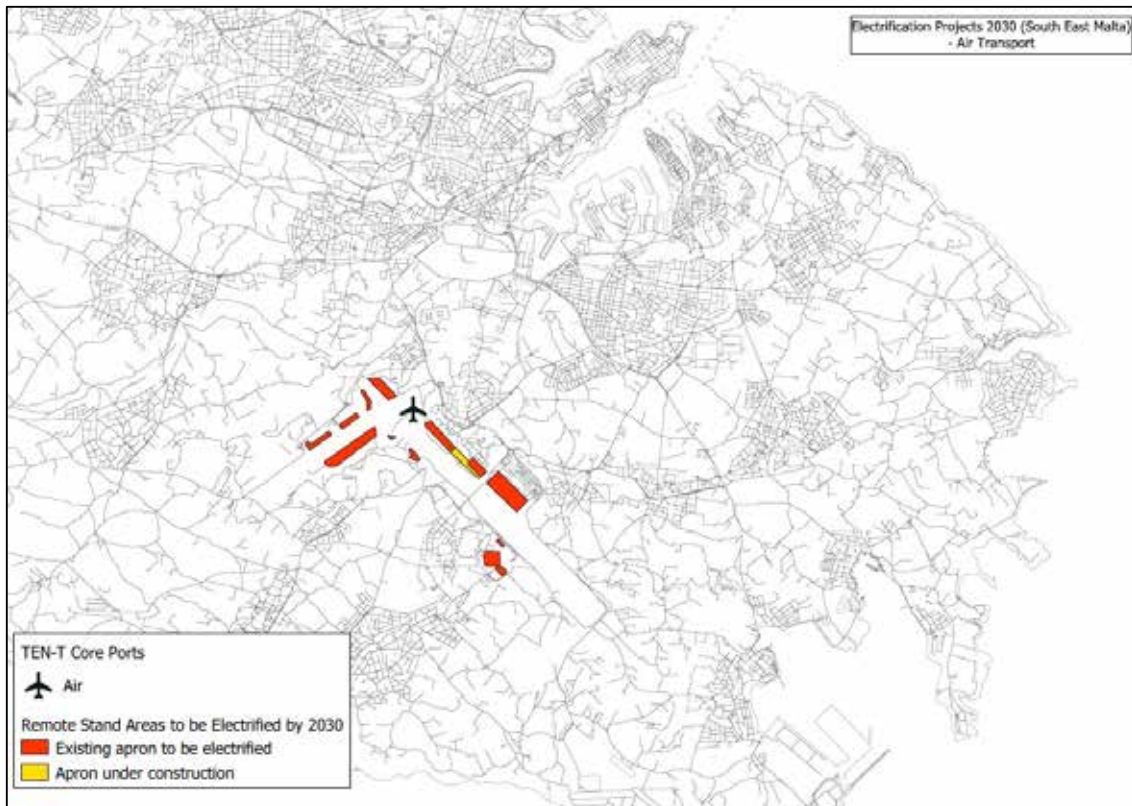 Electrification Projects 2030 (South East Malta)
- Air Transport
TEN-T Core Ports
Air
Remote Stand Areas to be Electrified by 2030
Existing apron to be electrified
Apron under construction